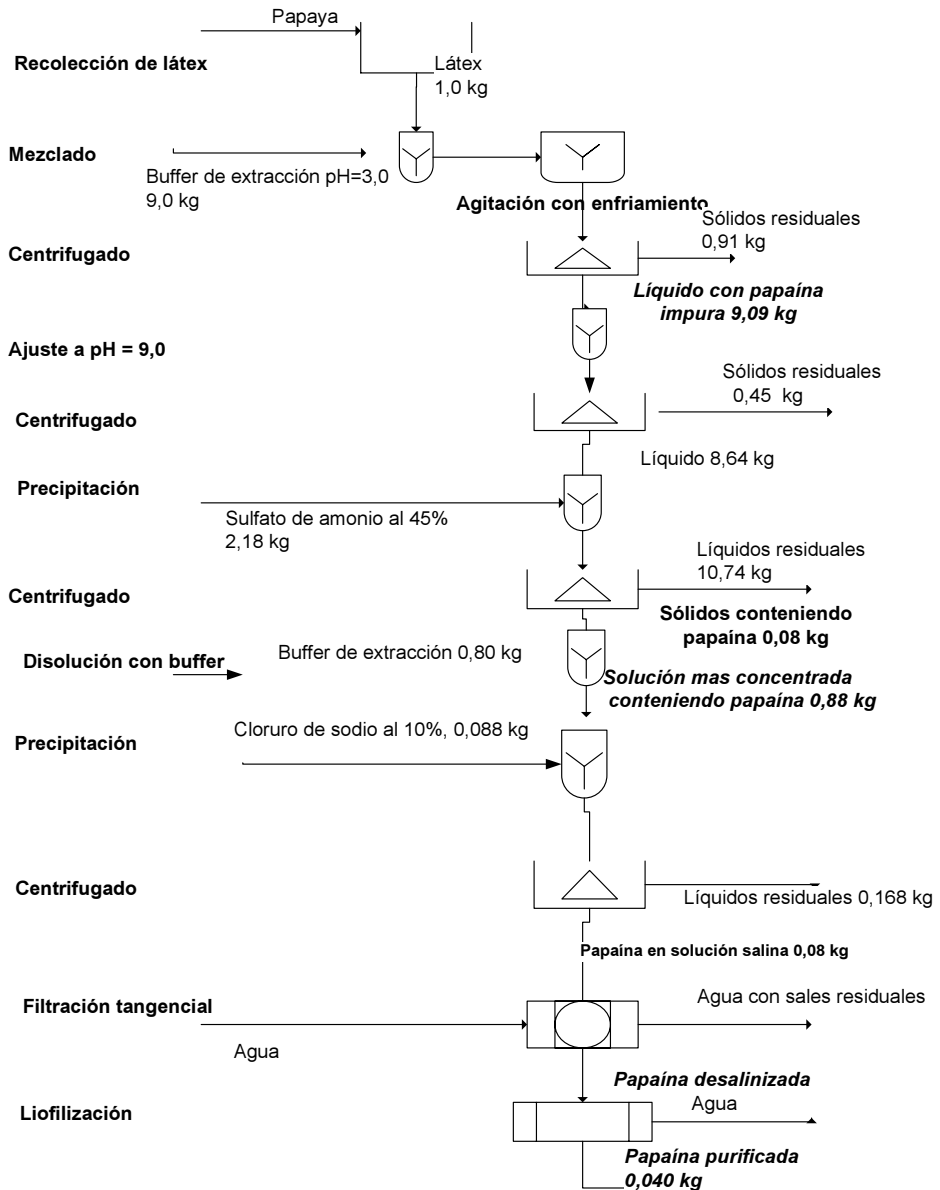 Papaya
Recolección de látex
Látex
1,0 kg
Mezclado
Buffer de extracción pH=3,0
9,0 kg
Agitación con enfriamiento
Sólidos residuales
0,91 kg
Centrifugado
Líquido con papaína
impura 9,09 kg
Ajuste a pH = 9,0
Sólidos residuales
0,45 kg
Centrifugado
Líquido 8,64 kg
Precipitación
Sulfato de amonio al 45%
2,18 kg
Líquidos residuales
10,74 kg
Centrifugado
Sólidos conteniendo
papaína 0,08 kg
Disolución con buffer
Buffer de extracción 0,80 kg
Solución mas concentrada
conteniendo papaína 0,88 kg
Precipitación
Cloruro de sodio al 10%, 0,088 kg
Centrifugado
Líquidos residuales 0,168 kg
Papaína en solución salina 0,08 kg
Filtración tangencial
Agua con sales residuales
Agua
Papaína desalinizada
Liofilización
Agua
Papaína purificada
0,040 kg